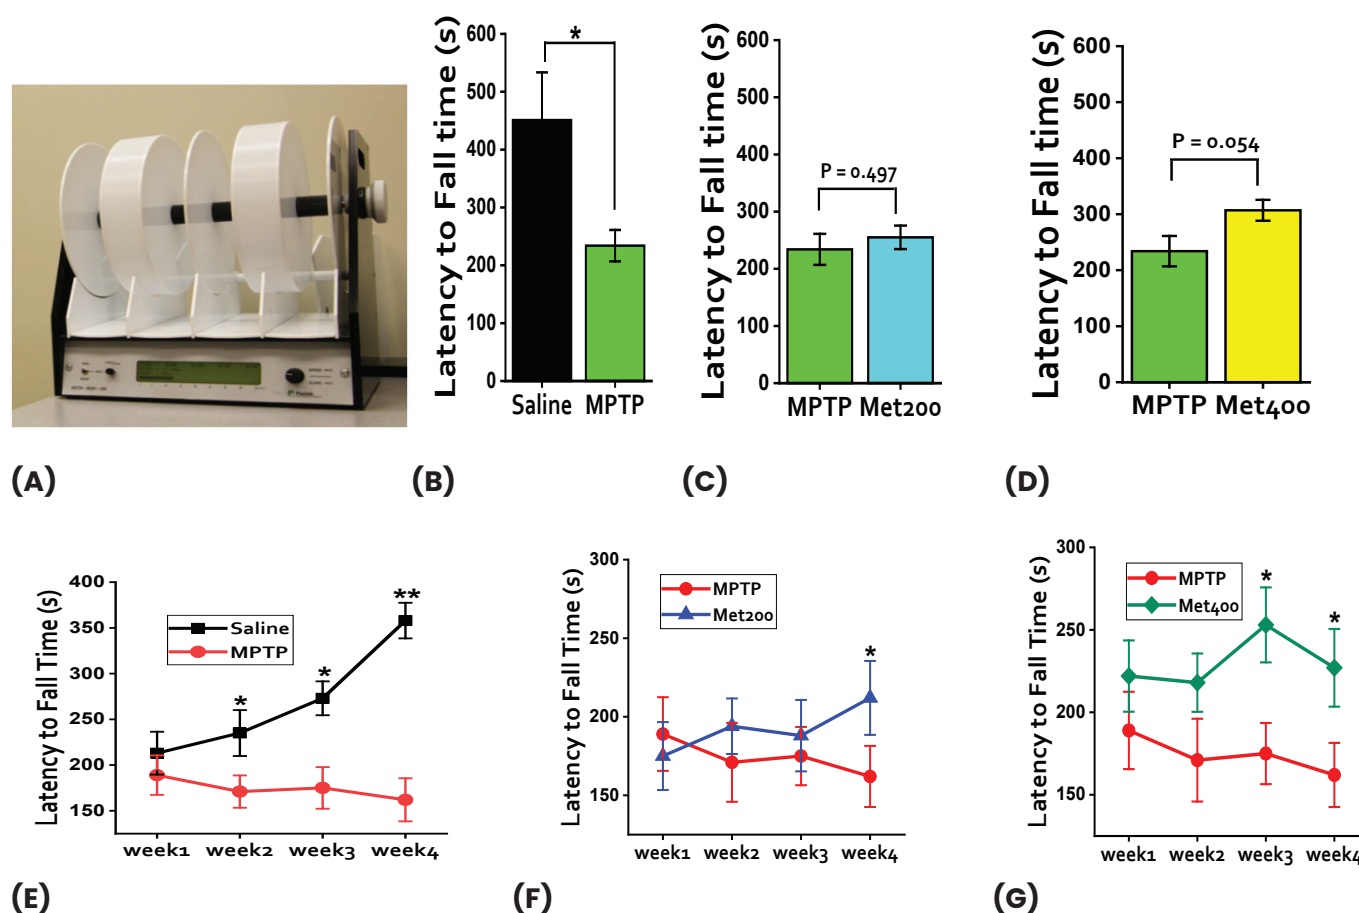 Latency to Fall time (s)
600
500
400
300
200
100
0
*
Saline MPTP
Latency to Fall time (s)
600
500
400
300
200
100
0
P = 0.497
MPTP Met200
Latency to Fall time (s)
600
500
400
300
200
100
0
P = 0.054
MPTP Met400
(A)
(B)
(C)
(D)
Latency to Fall Time (s)
400
350
300
250
200
150
Saline
MPTP
*
*
**
week1 week2 week3 week4
Latency to Fall Time (s)
300
250
200
150
MPTP
Met200
*
week1 week2 week3 week4
Latency to Fall Time (s)
300
250
200
150
MPTP
Met400
*
*
week1 week2 week3 week4
(E)
(F)
(G)